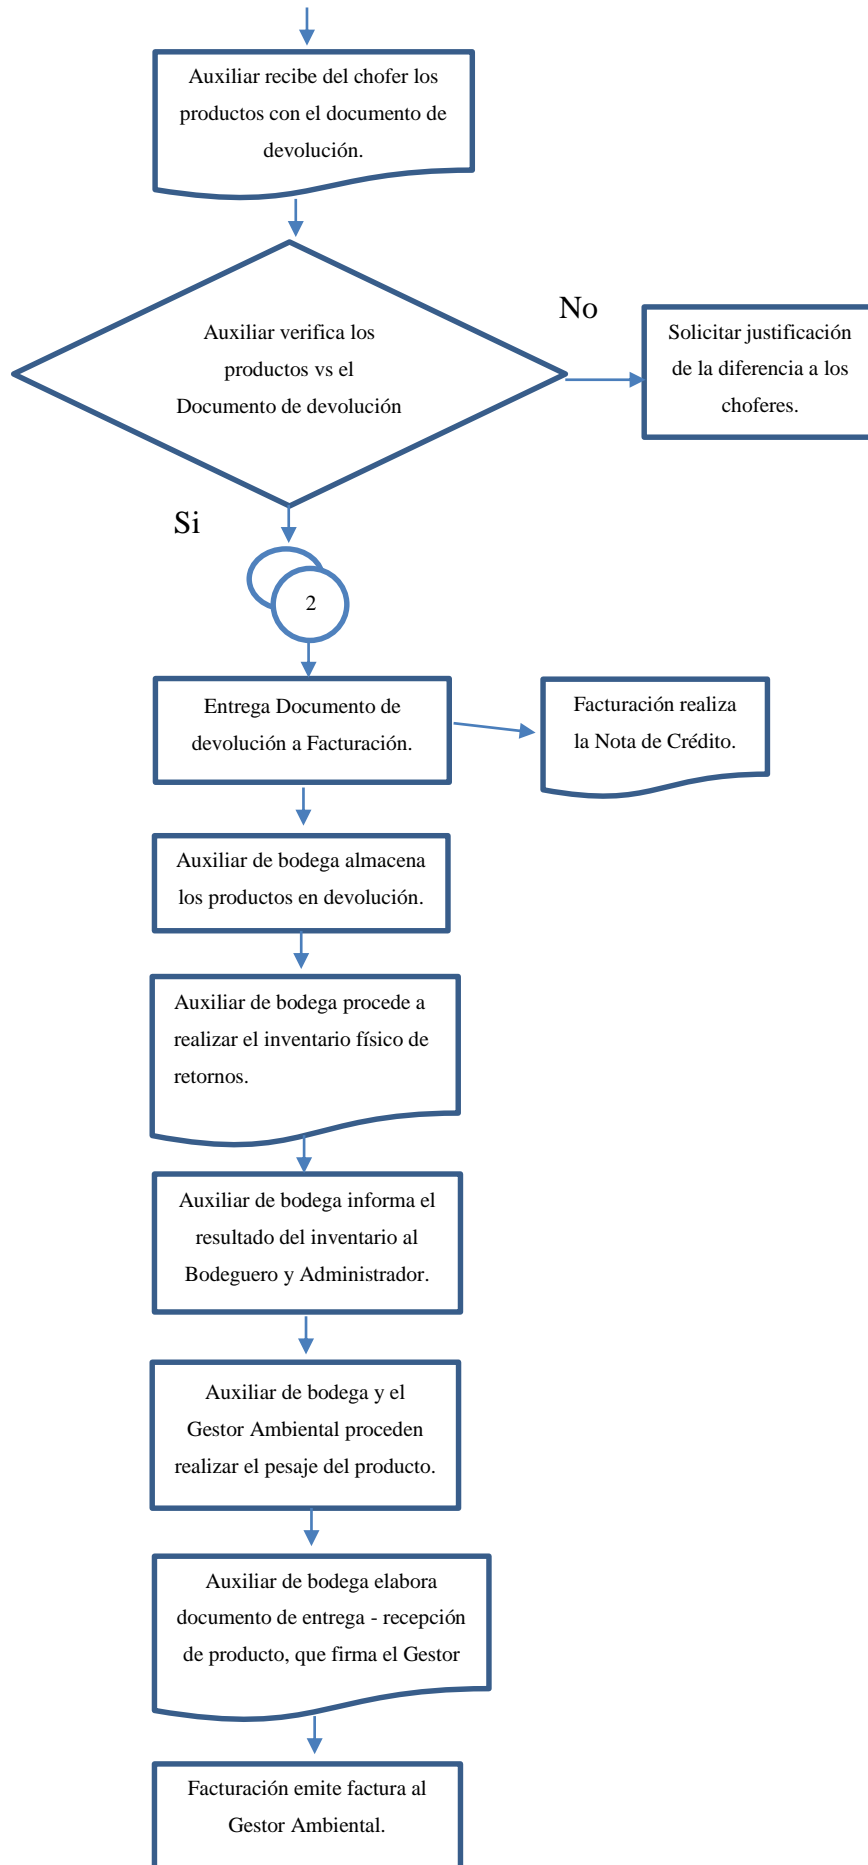 Auxiliar recibe del chofer los
productos con el documento de
devolución.
Auxiliar verifica los
productos vs el
Documento de devolución
No
Solicitar justificación
de la diferencia a los
choferes.
Si
2
Entrega Documento de
devolución a Facturación.
Facturación realiza
la Nota de Crédito.
Auxiliar de bodega almacena
los productos en devolución.
Auxiliar de bodega procede a
realizar el inventario físico de
retornos.
Auxiliar de bodega informa el
resultado del inventario al
Bodeguero y Administrador.
Auxiliar de bodega y el
Gestor Ambiental proceden
realizar el pesaje del producto.
Auxiliar de bodega elabora
documento de entrega - recepción
de producto, que firma el Gestor
Facturación emite factura al
Gestor Ambiental.